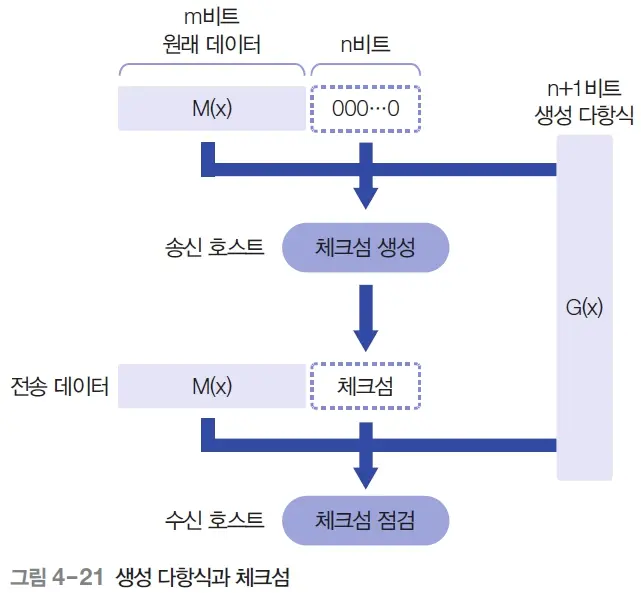 m비트
원래 데이터
n비트
n+1비트
생성 다항식
M(x)
000···0
송신 호스트
체크섬 생성
G(x)
전송 데이터
M(x)
체크섬
수신 호스트
체크섬 점검
그림 4-21 생성 다항식과 체크섬